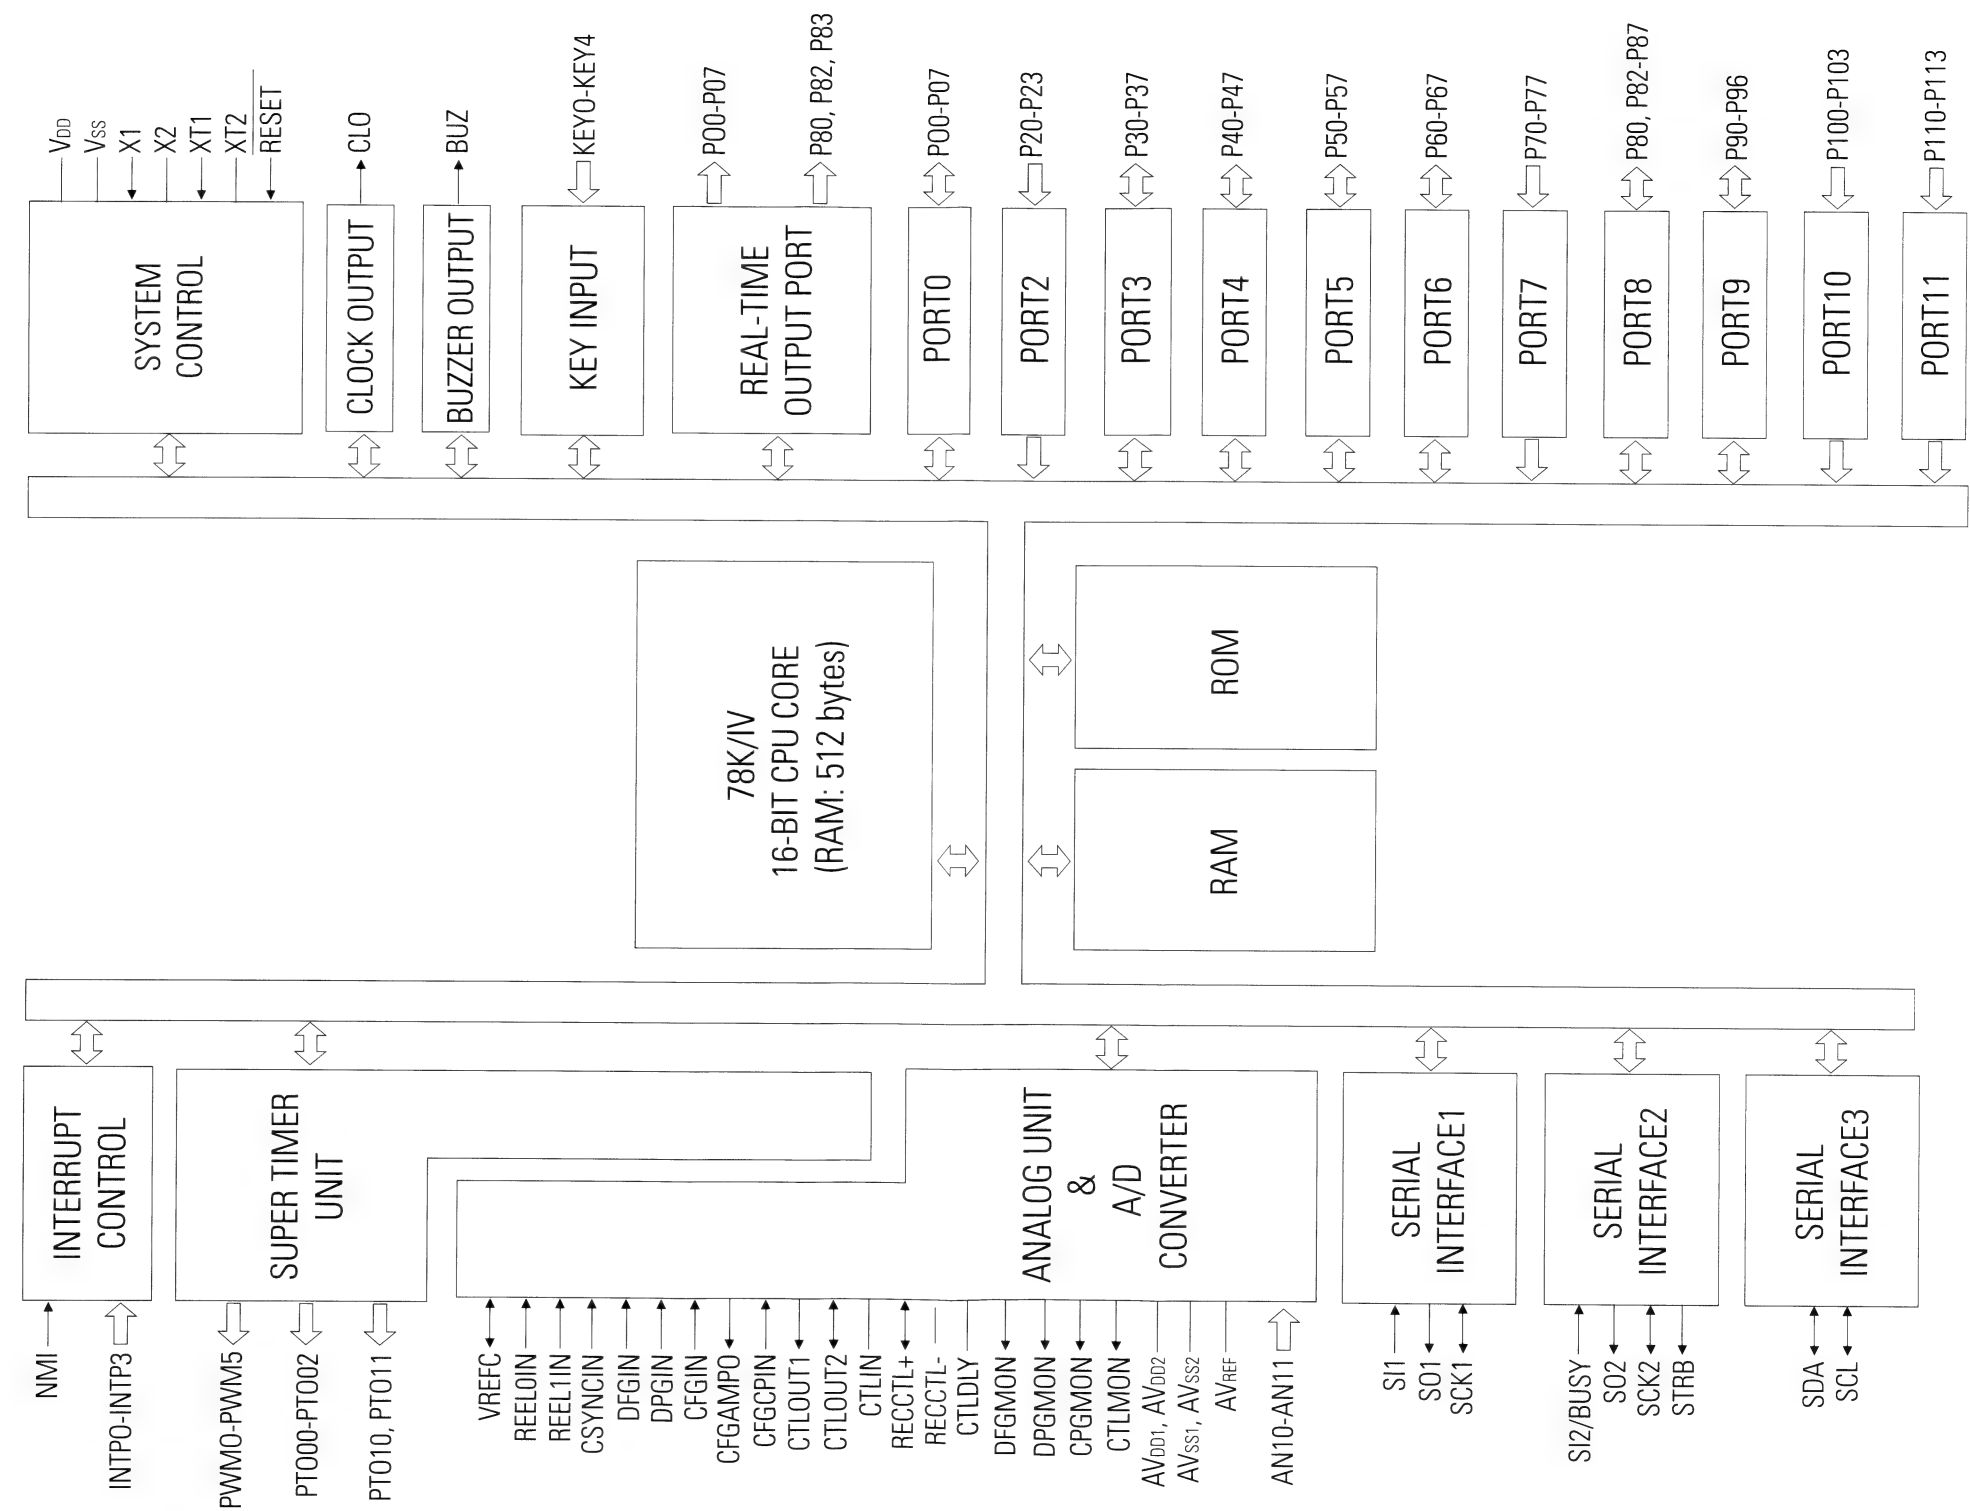 NMI
INTP0-INTP3
INTERRUPT
CONTROL
PWM0-PWM5
PTO00-PTO02
PTO10, PTO11
SUPER TIMER
UNIT
VREFC
REEL0IN
REEL1IN
CSYNCIN
DFGIN
DPGIN
CFGIN
CFGAMPO
CFGCPIN
CTLOUT1
CTLOUT2
CTLIN
RECCTL+
RECCTL-
CTLDLY
DFGMON
DPGMON
CPGMON
CTLMON
AVDD1, AVDD2
AVSS1, AVSS2
AVREF
AN10-AN11
ANALOG UNIT
&
A/D
CONVERTER
SI1
SO1
SCK1
SERIAL
INTERFACE1
SI2/BUSY
SO2
SCK2
STRB
SERIAL
INTERFACE2
SDA
SCL
SERIAL
INTERFACE3
78K/IV
16-BIT CPU CORE
(RAM: 512 bytes)
RAM
ROM
SYSTEM
CONTROL
VDD
VSS
X1
X2
XT1
XT2
RESET
CLOCK OUTPUT
CLO
BUZZER OUTPUT
BUZ
KEY INPUT
KEY0-KEY4
REAL-TIME
OUTPUT PORT
P00-P07
P80, P82, P83
PORT0
P00-P07
PORT2
P20-P23
PORT3
P30-P37
PORT4
P40-P47
PORT5
P50-P57
PORT6
P60-P67
PORT7
P70-P77
PORT8
P80, P82-P87
PORT9
P90-P96
PORT10
P100-P103
PORT11
P110-P113